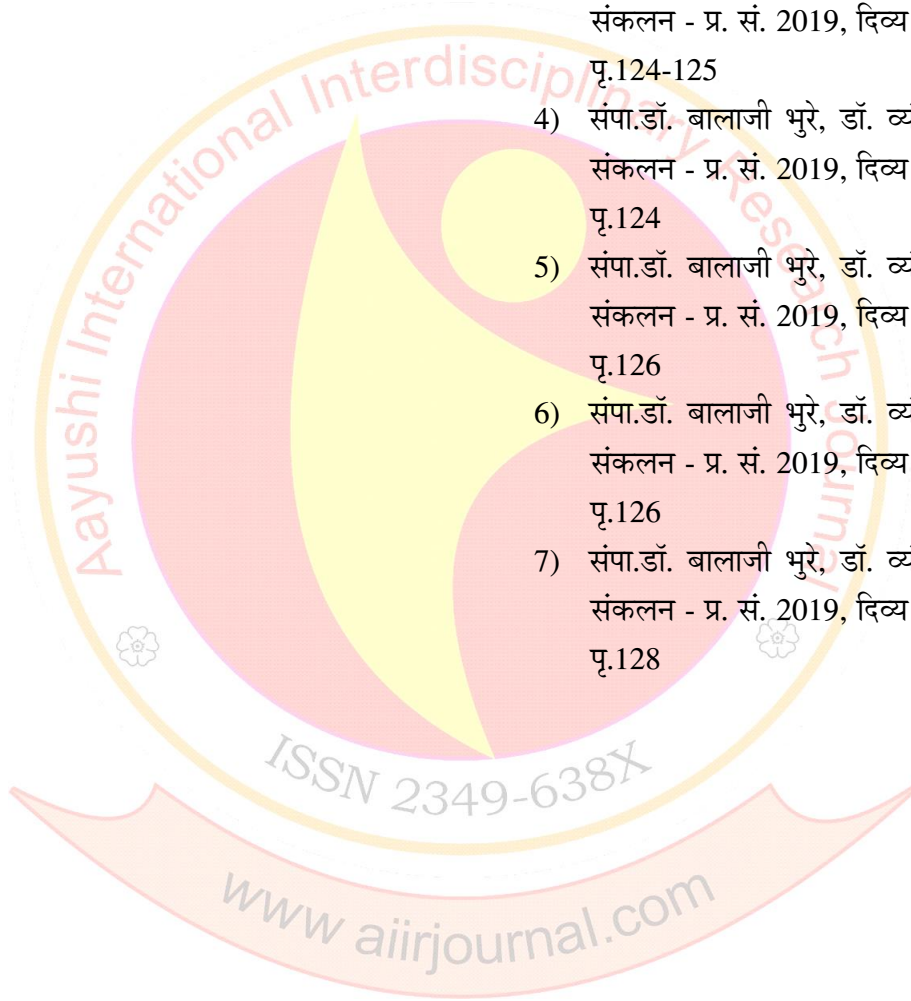 संकलन - प्र. सं. 2019, दिव्य
पृ.124-125
4) संपा.डॉ. बालाजी भुरे, डॉ.
संकलन - प्र. सं. 2019, दिव्य
पृ.124
5) संपा.डॉ. बालाजी भुरे, डॉ.
संकलन - प्र. सं. 2019, दिव्य
पृ.126
6) संपा.डॉ. बालाजी भुरे, डॉ.
संकलन - प्र. सं. 2019, दिव्य
पृ.126
7) संपा.डॉ. बालाजी भुरे, डॉ.
संकलन - प्र. सं. 2019, दिव्य
पृ.128
Aayushi International Interdisciplinary Research Journal
ISSN 2349-638X
www aiirjournal.com